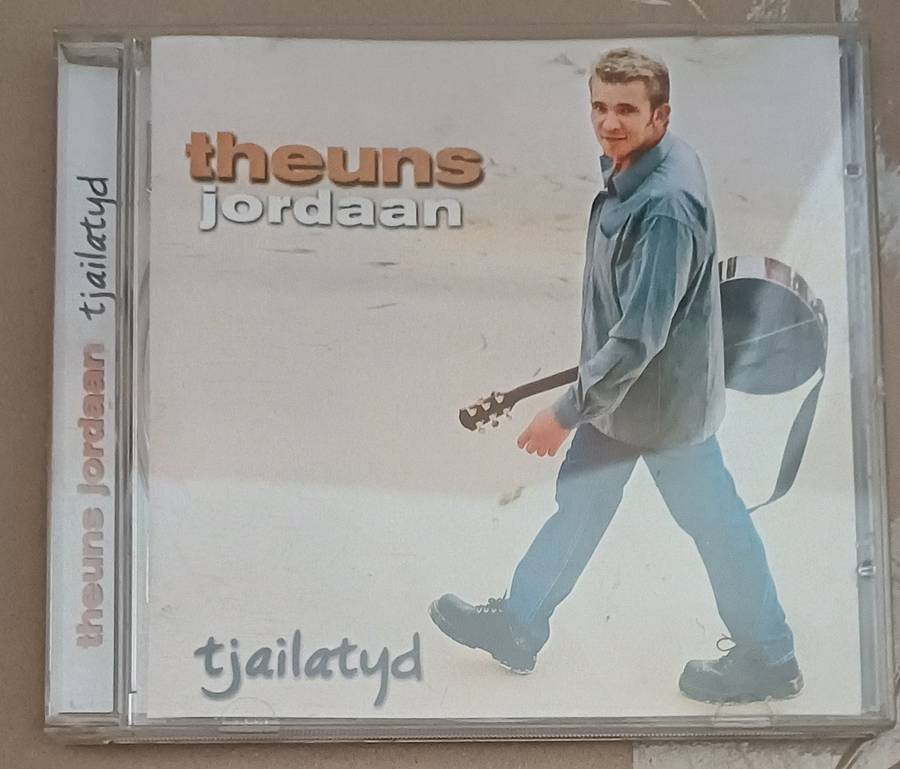 theuns jordaan tjailatyd
theuns
jordaan
tjailatyd